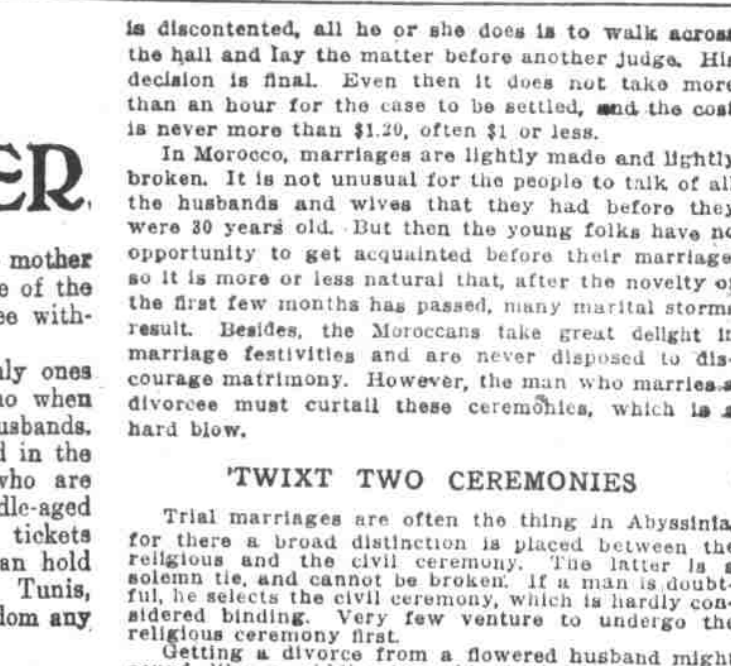 ER,
mother
e of the
ee with-
ly ones
o when
usbands.
d in the
who are
dle-aged
tickets
an hold
Tunis,
dom any
is discontented, all he or she does is to walk across
the hall and lay the matter before another judge. His
decision is final. Even then it does not take more
than an hour for the case to be settled, and the cost
is never more than $1.20, often $1 or less.
In Morocco, marriages are lightly made and lightly
broken. It is not unusual for the people to talk of all
the husbands and wives that they had before they
were 30 years old. But then the young folks have no
opportunity to get acquainted before their marriage
so it is more or less natural that, after the novelty of
the first few months has passed, many marital storms
result. Besides, the Moroccans take great delight in
marriage festivities and are never disposed to dis-
courage matrimony. However, the man who marries a
divorcee must curtail these ceremonies, which is a
hard blow.
'TWIXT TWO CEREMONIES
Trial marriages are often the thing in Abyssinia,
for there a broad distinction is placed between the
religious and the civil ceremony. The latter is a
solemn tie, and cannot be broken. If a man is doubt-
ful, he selects the civil ceremony, which is hardly con-
sidered binding. Very few venture to undergo the
religious ceremony first.
Getting a divorce from a flowered husband might